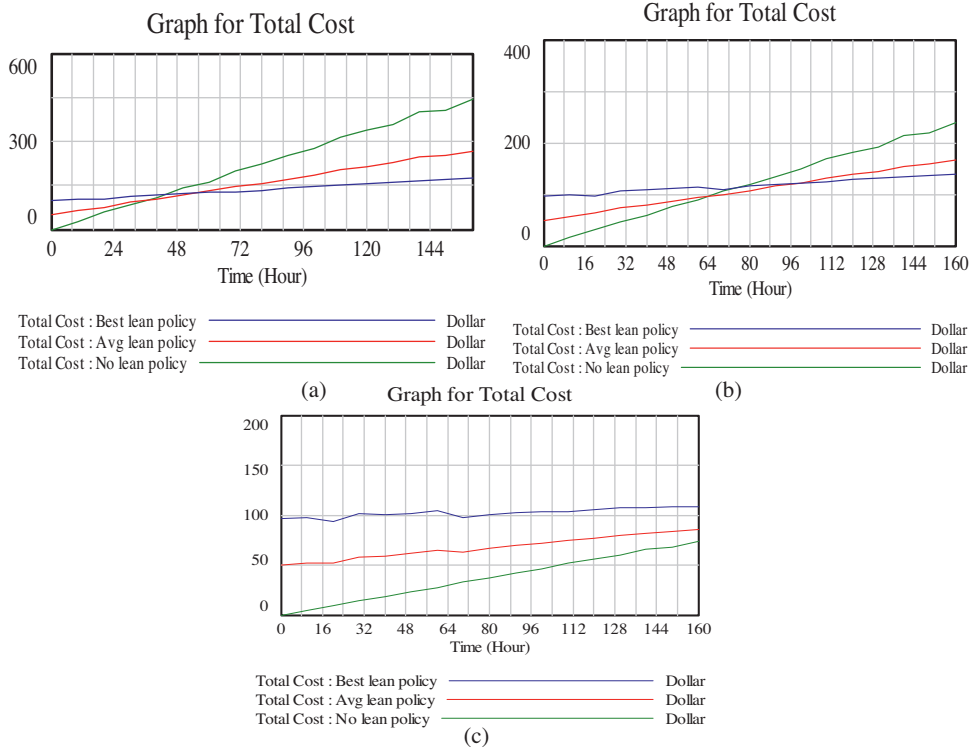 Graph for Total Cost
600
300
0
0 24 48 72 96 120 144
Time (Hour)
Total Cost : Best lean policy Dollar
Total Cost : Avg lean policy Dollar
Total Cost : No lean policy Dollar
(a)
Graph for Total Cost
400
200
0
0 16 32 48 64 80 96 112 128 144 160
Time (Hour)
Total Cost : Best lean policy Dollar
Total Cost : Avg lean policy Dollar
Total Cost : No lean policy Dollar
(b)
Graph for Total Cost
200
150
100
50
0
0 16 32 48 64 80 96 112 144 160
Time (Hour)
Total Cost : Best lean policy Dollar
Total Cost : Avg lean policy Dollar
Total Cost : No lean policy Dollar
(c)